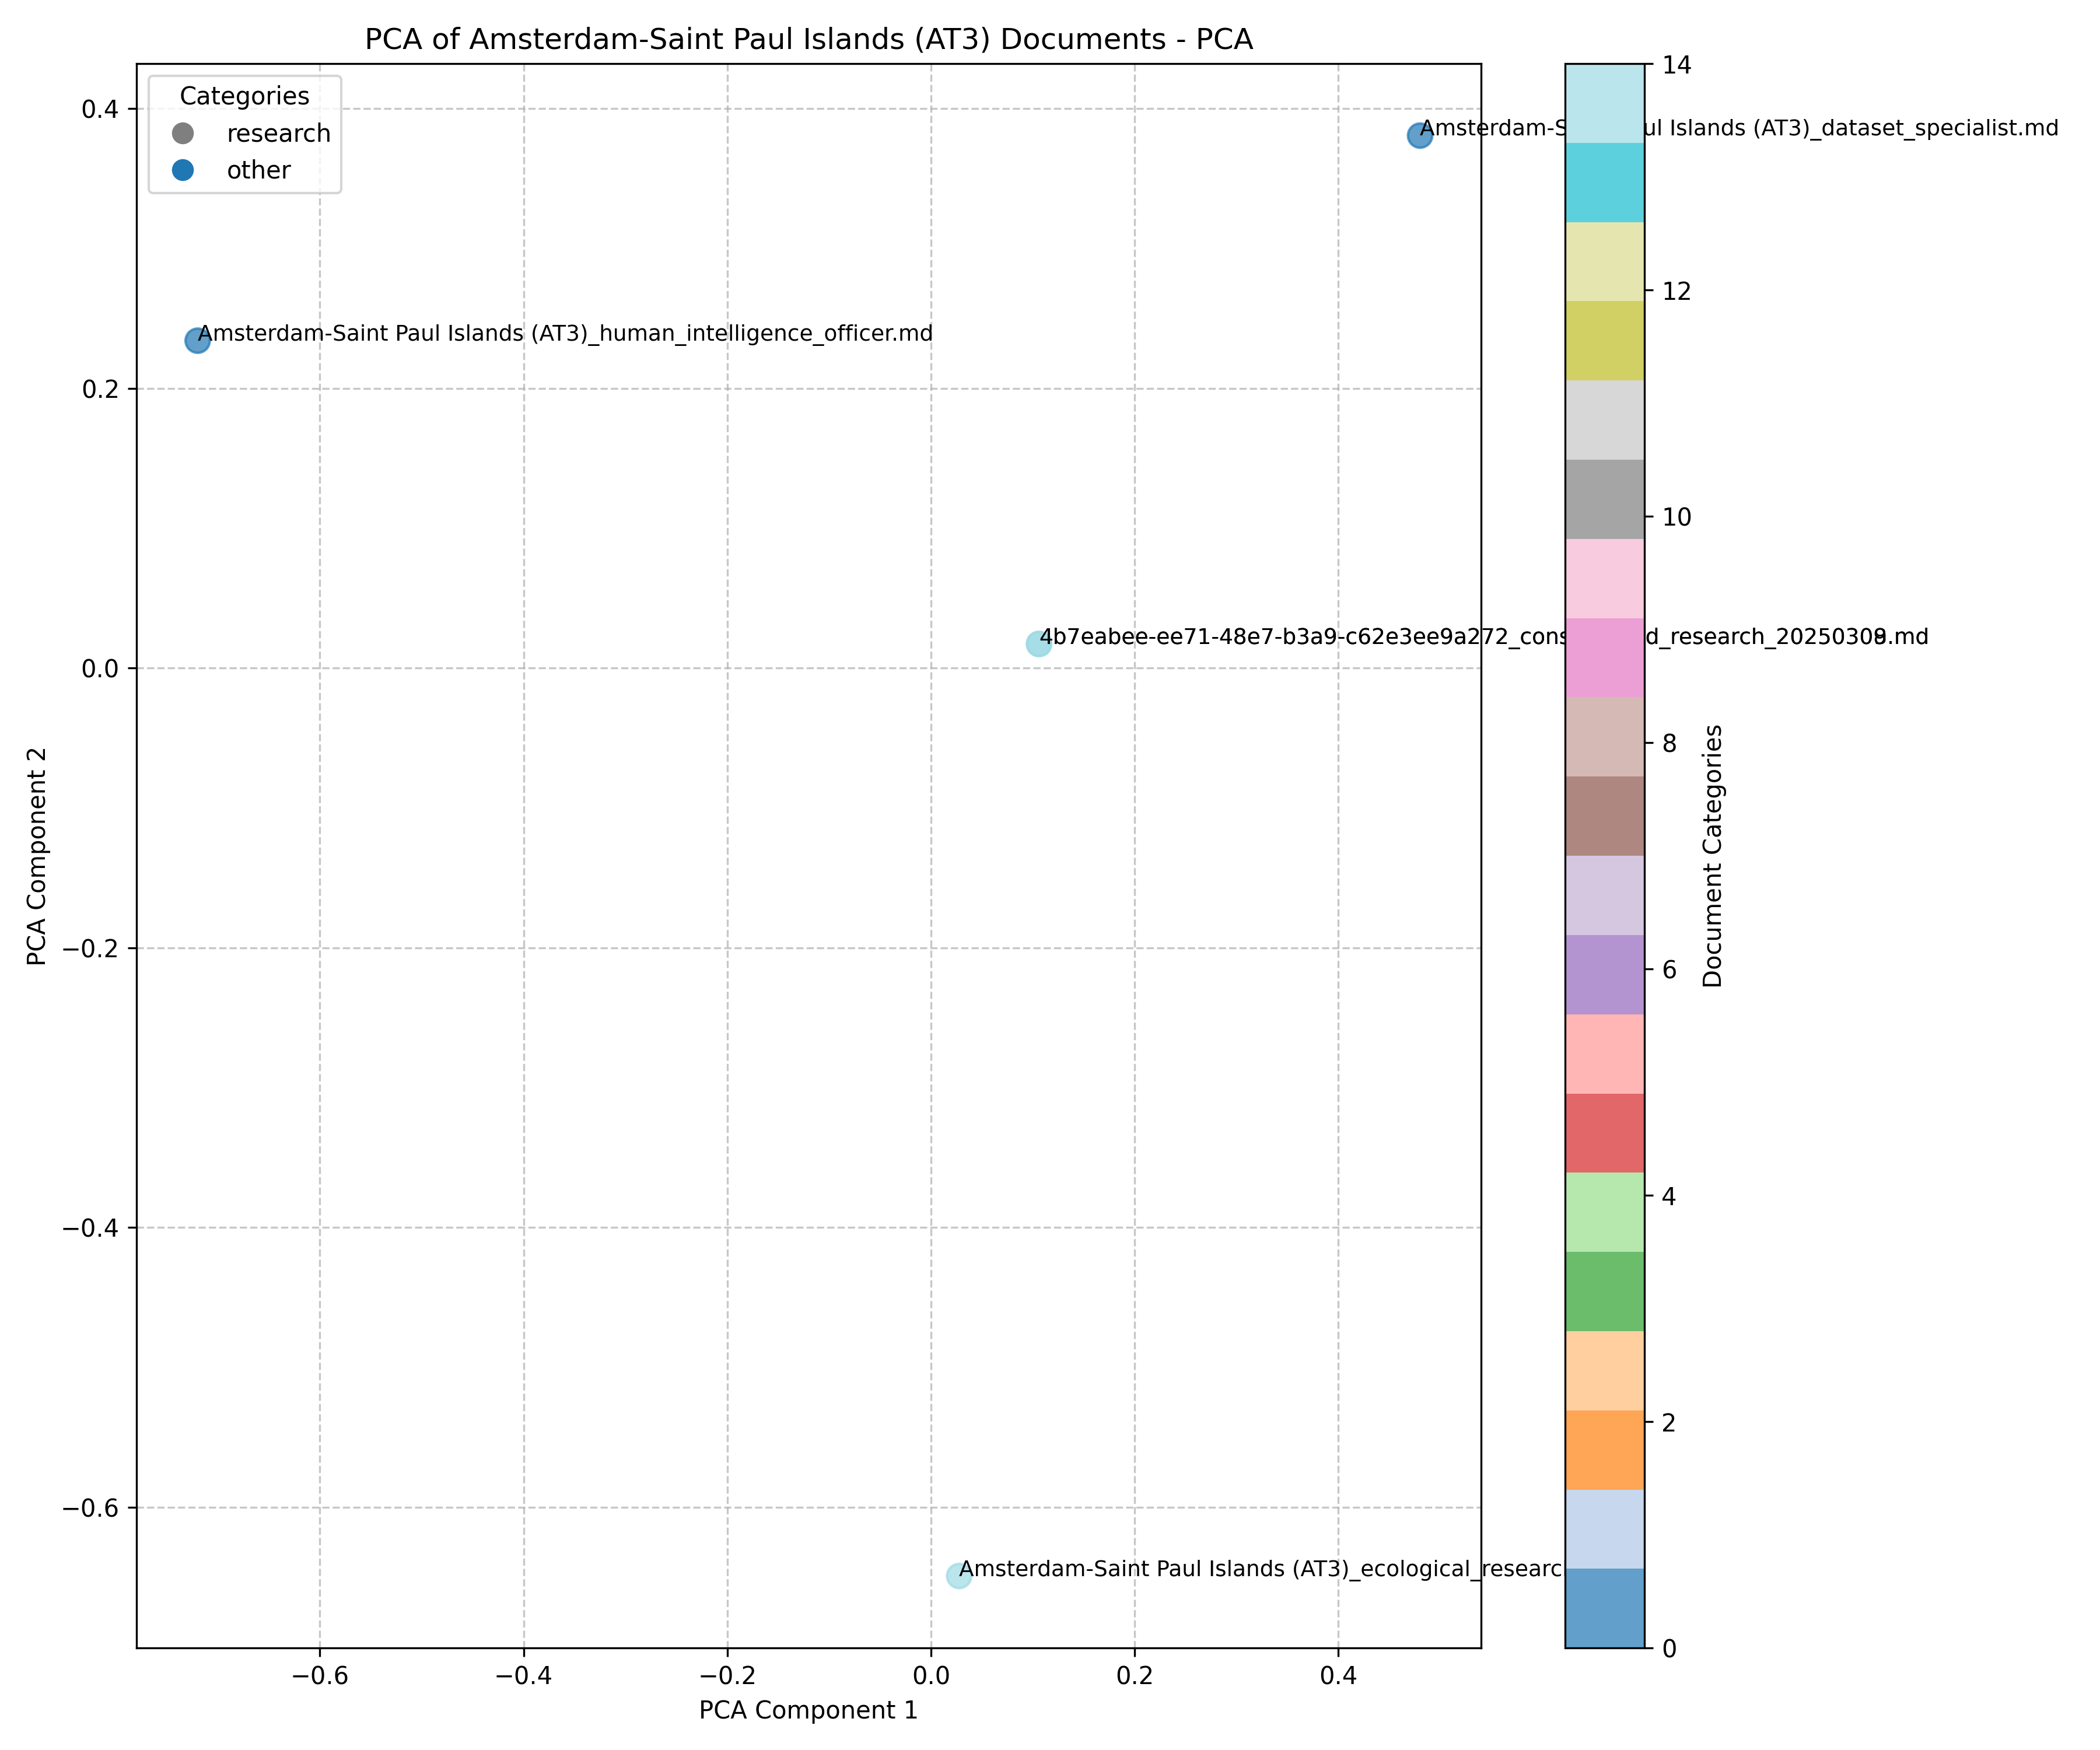 PCA of Amsterdam-Saint Paul Islands (AT3) Documents - PCA
Categories
research
other
Amsterdam-S ul Islands (AT3)_dataset_specialist.md
Amsterdam-Saint Paul Islands (AT3)_human_intelligence_officer.md
4b7eabee-ee71-48e7-b3a9-c62e3ee9a272_cons d_research_2025030 .md
Amsterdam-Saint Paul Islands (AT3)_ecological_researc
0.4
0.2
0.0
−0.2
−0.4
−0.6
PCA Component 2
−0.6 −0.4 −0.2 0.0 0.2 0.4
PCA Component 1
14
12
10
8
6
4
2
0
Document Categories